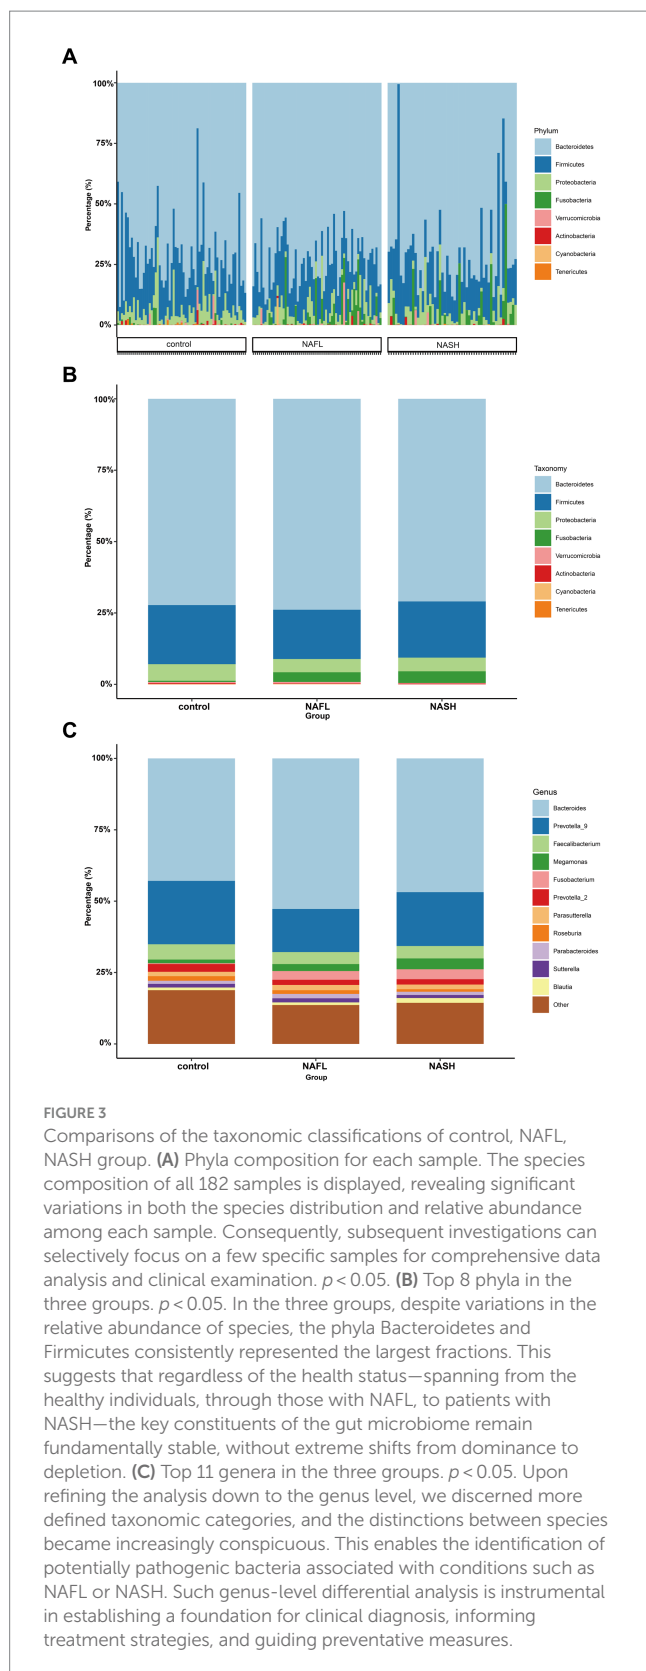 A
100%
75%
50%
25%
0%
Percentage (%)
control
NAFL
NASH
Phylum
Bacteroidetes
Firmicutes
Proteobacteria
Fusobacteria
Verrucomicrobia
Actinobacteria
Cyanobacteria
Tenericutes
B
100%
75%
50%
25%
0%
Percentage (%)
control
NAFL
NASH
Group
Taxonomy
Bacteroidetes
Firmicutes
Proteobacteria
Fusobacteria
Verrucomicrobia
Actinobacteria
Cyanobacteria
Tenericutes
C
100%
75%
50%
25%
0%
Percentage (%)
control
NAFL
NASH
Group
Genus
Bacteroides
Prevotella_9
Faecalibacterium
Megamonas
Fusobacterium
Prevotella_2
Parasutterella
Roseburia
Parabacteroides
Sutterella
Blautia
Other
FIGURE 3
Comparisons of the taxonomic classifications of control, NAFL,
NASH group. (A) Phyla composition for each sample. The species
composition of all 182 samples is displayed, revealing significant
variations in both the species distribution and relative abundance
among each sample. Consequently, subsequent investigations can
selectively focus on a few specific samples for comprehensive data
analysis and clinical examination. p < 0.05. (B) Top 8 phyla in the
three groups. p < 0.05. In the three groups, despite variations in the
relative abundance of species, the phyla Bacteroidetes and
Firmicutes consistently represented the largest fractions. This
suggests that regardless of the health status—spanning from the
healthy individuals, through those with NAFL, to patients with
NASH—the key constituents of the gut microbiome remain
fundamentally stable, without extreme shifts from dominance to
depletion. (C) Top 11 genera in the three groups. p < 0.05. Upon
refining the analysis down to the genus level, we discerned more
defined taxonomic categories, and the distinctions between species
became increasingly conspicuous. This enables the identification of
potentially pathogenic bacteria associated with conditions such as
NAFL or NASH. Such genus-level differential analysis is instrumental
in establishing a foundation for clinical diagnosis, informing
treatment strategies, and guiding preventative measures.